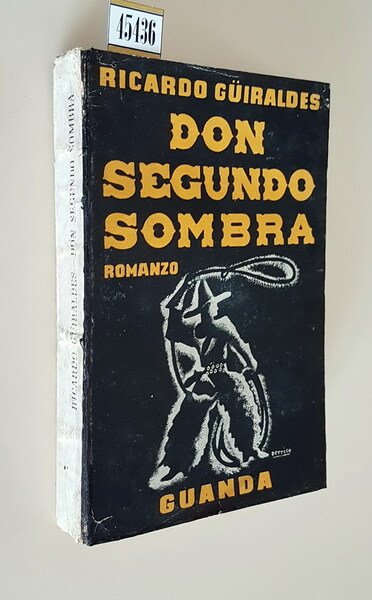 45436
RICARDO GÜIRALDES
DON
SEGUNDO
SOMBRA
ROMANZO
GUANDA
RICARDO GÜIRALDES: DON SEGUNDO SOMBRA